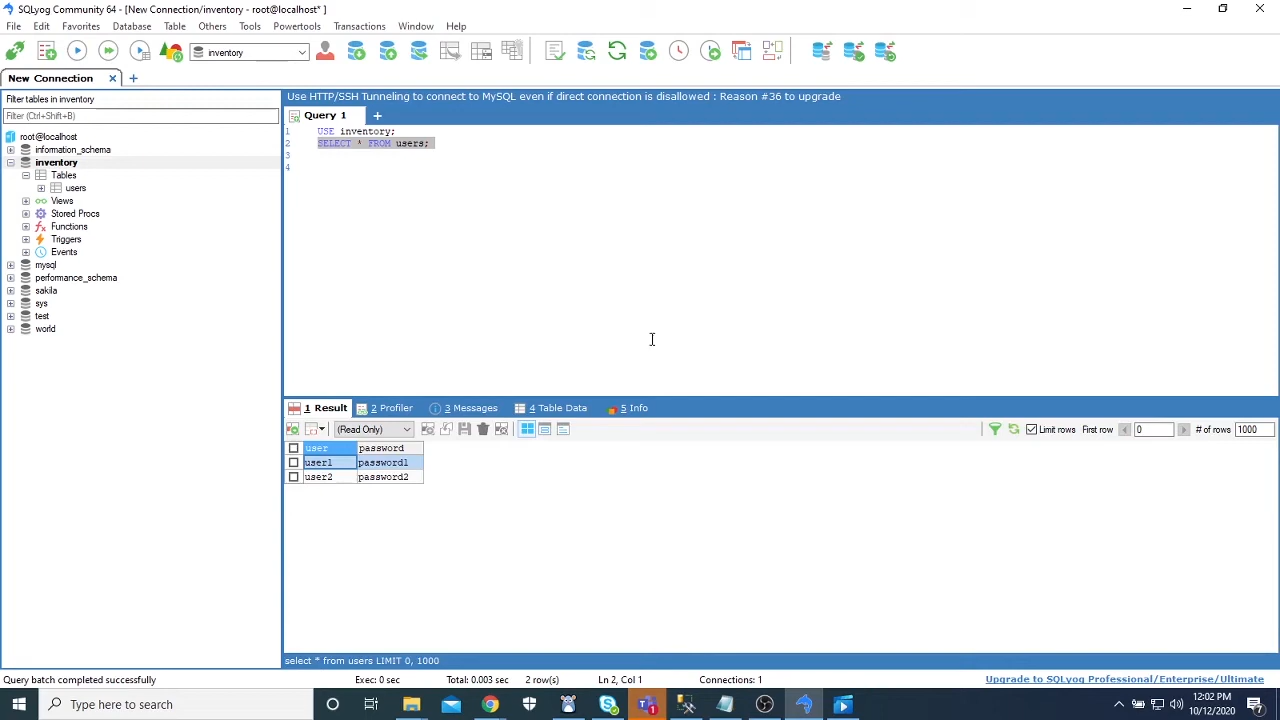 SQLyog Community 64 - [New Connection/inventory - root@localhost* ]
File Edit Favorites Database Table Others Tools Powertools Transactions Window Help
inventory
New Connection
Filter tables in inventory
Filter (Ctrl+Shift+B)
root@localhost
information_schema
inventory
Tables
users
Views
Stored Procs
Functions
Triggers
Events
mysql
performance_schema
sakila
sys
test
world
Use HTTP/SSH Tunneling to connect to MySQL even if direct connection is disallowed : Reason #36 to upgrade
Query 1
1 USE inventory;
2 SELECT * FROM users;
3
4
1 Result 2 Profiler 3 Messages 4 Table Data 5 Info
(Read Only) Limit rows First row 0 # of rows 1000
user password
user1 password1
user2 password2
select * from users LIMIT 0, 1000
Query batch completed successfully Exec: 0 sec Total: 0.003 sec 2 row(s) Ln 2, Col 1 Connections: 1 Upgrade to SQLyog Professional/Enterprise/Ultimate
Type here to search
12:02 PM
10/12/2020